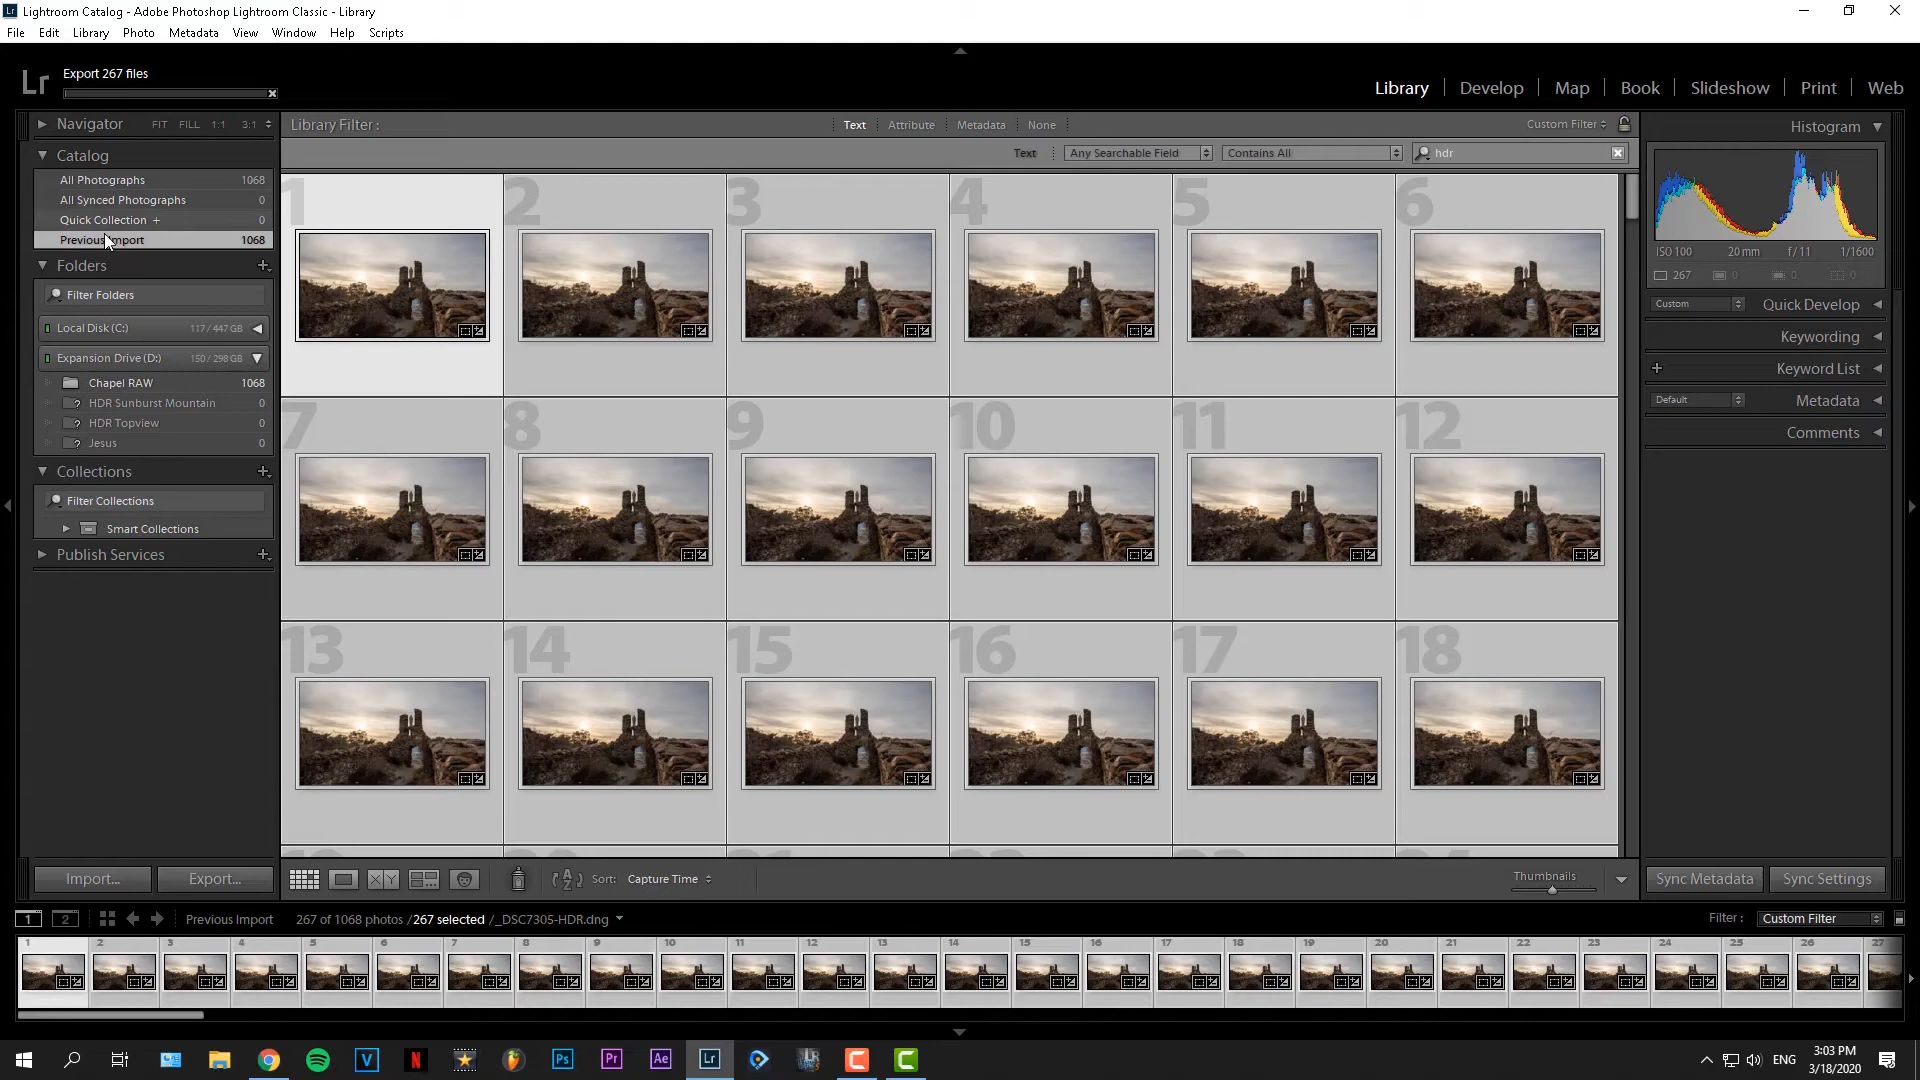 Lr Lightroom Catalog - Adobe Photoshop Lightroom Classic - Library
File Edit Library Photo Metadata View Window Help Scripts
Lr
Export 267 files
Library Develop Map Book Slideshow Print Web
Navigator FIT FILL 1:1 3:1
Library Filter : Text Attribute Metadata None Custom Filter
Histogram
Catalog
Text Any Searchable Field Contains All hdr
All Photographs 1068
All Synced Photographs 0
Quick Collection + 0
Previous Import 1068
ISO 100 20 mm f / 11 1/1600
267 0 0 0
Folders
Filter Folders
Local Disk (C:) 117 / 447 GB
Expansion Drive (D:) 150 / 298 GB
Chapel RAW 1068
HDR Sunburst Mountain 0
HDR Topview 0
Jesus 0
Collections
Filter Collections
Smart Collections
Publish Services
1 2 3 4 5 6
7 8 9 10 11 12
13 14 15 16 17 18
Custom Quick Develop
Keywording
Keyword List
Default Metadata
Comments
Import... Export...
Sort: Capture Time
Thumbnails
Sync Metadata Sync Settings
1 2 Previous Import 267 of 1068 photos / 267 selected / _DSC7305-HDR.dng
Filter : Custom Filter
1 2 3 4 5 6 7 8 9 10 11 12 13 14 15 16 17 18 19 20 21 22 23 24 25 26 27
V N Ps Pr Ae Lr C C
ENG
3:03 PM
3/18/2020